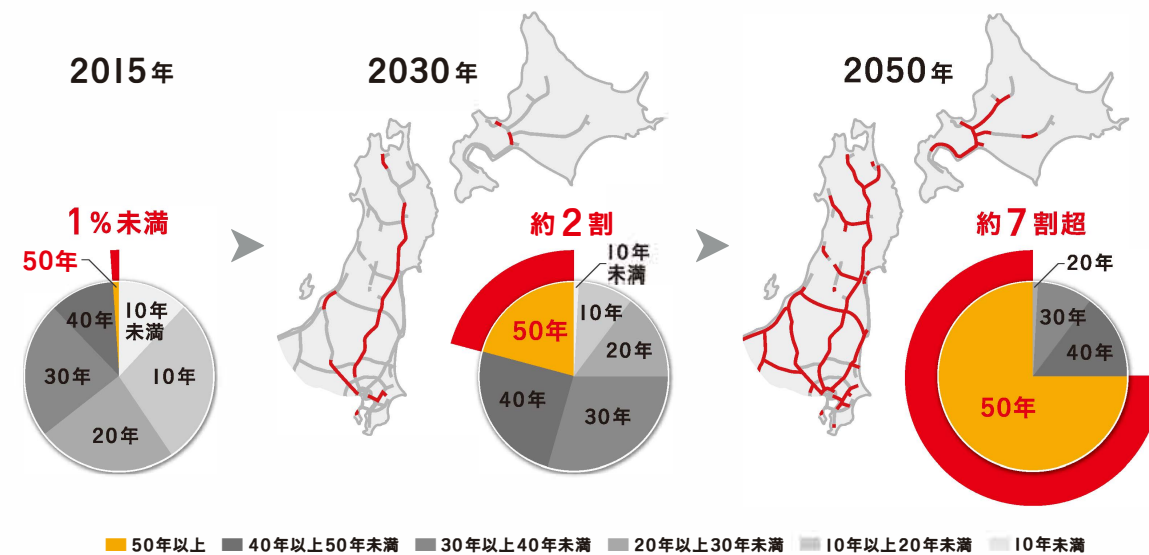 2015年
2030年
2050年
1%未満
50年
10年
未満
40年
30年
10年
20年
約2割
10年
未満
50年
10年
20年
40年
30年
約7割超
20年
30年
40年
50年
50年以上
40年以上50年未満
30年以上40年未満
20年以上30年未満
10年以上20年未満
10年未満